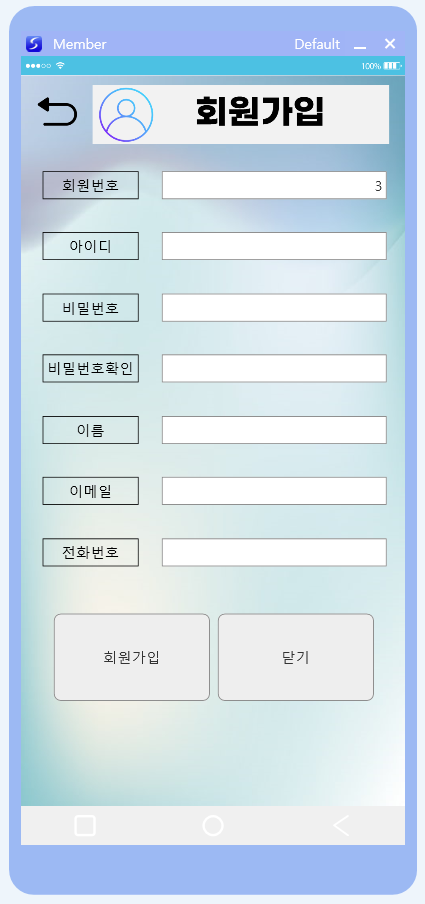 Member Default
100%
회원가입
회원번호 3
아이디
비밀번호
비밀번호확인
이름
이메일
전화번호
회원가입 닫기